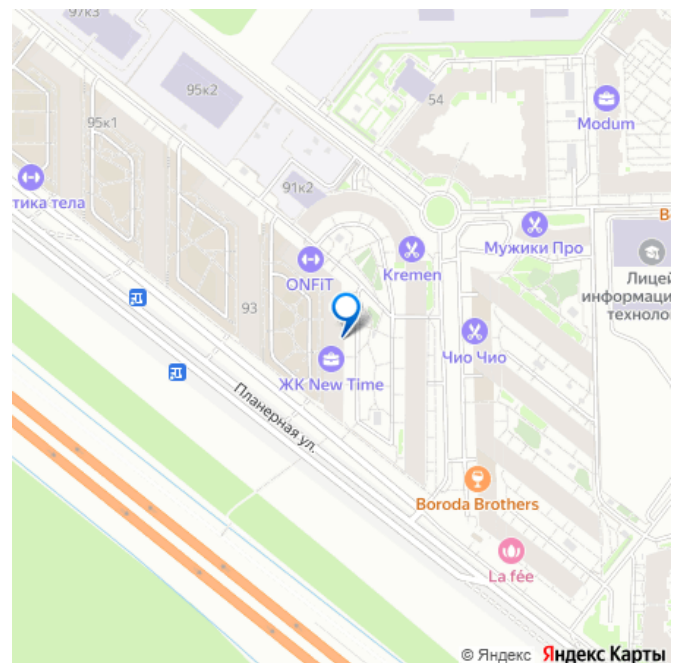 97к3
95к2
54
Modum
95к1
91к2
тика тела
Мужики Про
ONFiT
Kremen
Лицей
информаци
техноло
93
Чио Чио
ЖК New Time
Планерная ул.
Boroda Brothers
La fée
© Яндекс Яндекс Карты